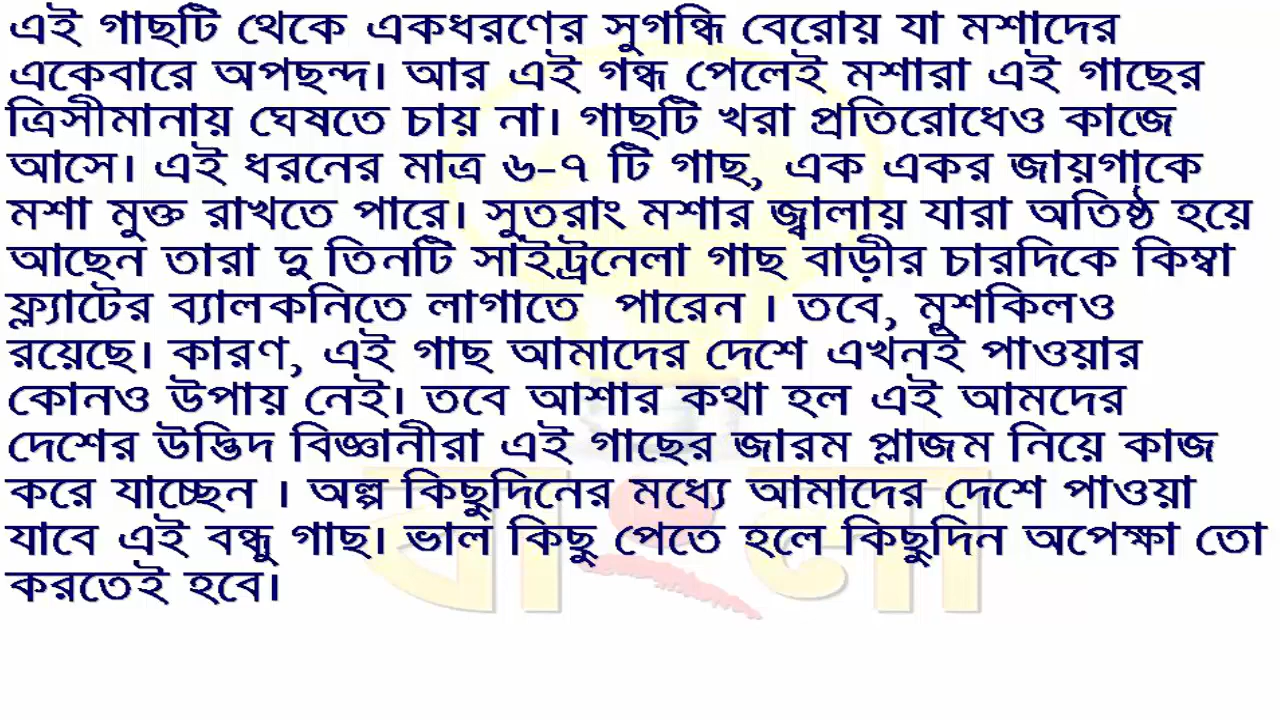 এই গাছটি থেকে একধরণের সুগন্ধি বেরোয় যা মশাদের
একেবারে অপছন্দ। আর এই গন্ধ পেলেই মশারা এই গাছের
ত্রিসীমানায় ঘেষতে চায় না। গাছটি খরা প্রতিরোধেও কাজে
আসে। এই ধরনের মাত্র ৬-৭ টি গাছ, এক একর জায়গাকে
মশা মুক্ত রাখতে পারে। সুতরাং মশার জ্বালায় যারা অতিষ্ঠ হয়ে
আছেন তারা দু তিনটি সাইট্রনেলা গাছ বাড়ীর চারদিকে কিম্বা
ফ্ল্যাটের ব্যালকনিতে লাগাতে পারেন । তবে, মূশকিলও
রয়েছে। কারণ, এই গাছ আমাদের দেশে এখনই পাওয়ার
কোনও উপায় নেই। তবে আশার কথা হল এই আমদের
দেশের উদ্ভিদ বিজ্ঞানীরা এই গাছের জারম প্লাজম নিয়ে কাজ
করে যাচ্ছেন । অল্প কিছুদিনের মধ্যে আমাদের দেশে পাওয়া
যাবে এই বন্ধু গাছ। ভাল কিছু পেতে হলে কিছুদিন অপেক্ষা তো
করতেই হবে।
বাংলা